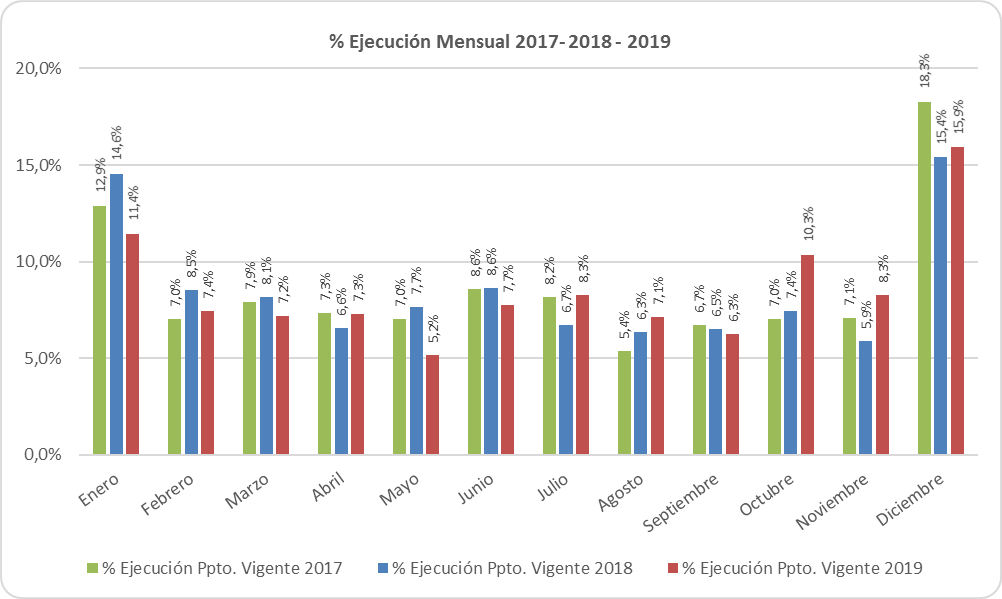 % Ejecución Mensual 2017- 2018 - 2019
20,0%
15,0%
10,0%
5,0%
0,0%
12,9%
14,6%
11,4%
7,0%
8,5%
7,4%
7,9%
8,1%
7,2%
7,3%
6,6%
7,3%
7,0%
7,7%
5,2%
8,6%
8,6%
7,7%
8,2%
6,7%
8,3%
5,4%
6,3%
7,1%
6,7%
6,5%
6,3%
7,0%
7,4%
10,3%
7,1%
5,9%
8,3%
18,3%
15,4%
15,9%
Enero
Febrero
Marzo
Abril
Mayo
Junio
Julio
Agosto
Septiembre
Octubre
Noviembre
Diciembre
% Ejecución Ppto. Vigente 2017
% Ejecución Ppto. Vigente 2018
% Ejecución Ppto. Vigente 2019